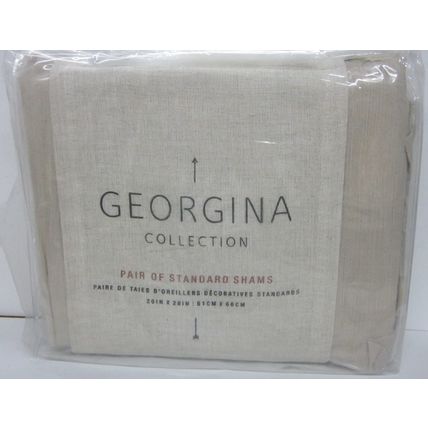 GEORGINA
COLLECTION
PAIR OF STANDARD SHAMS
PAIRE DE TAIES D'OREILLERS DÉCORATIVES STANDARDS
20IN X 26IN | 51CM X 66CM